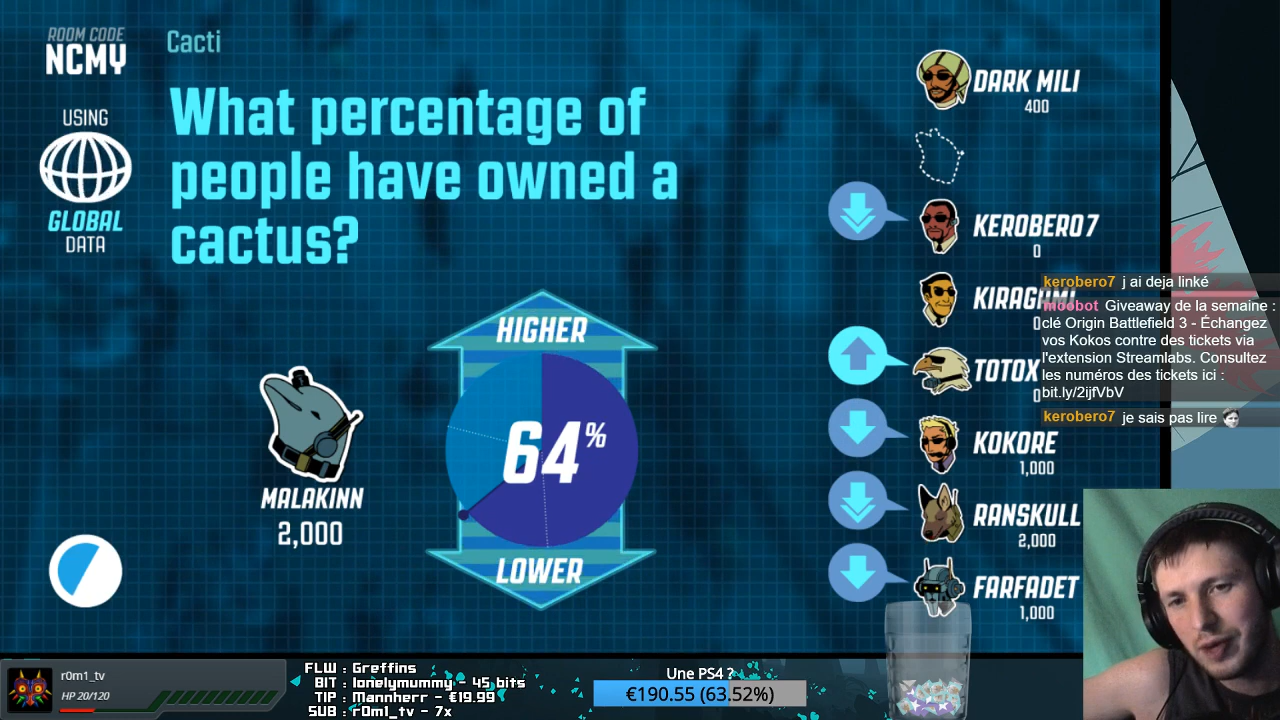 ROOM CODE
NCMY
Cacti
What percentage of
people have owned a
cactus?
USING
GLOBAL
DATA
HIGHER
64%
LOWER
MALAKINN
2,000
DARK MILI
400
KEROBERO7
0
TOTOX
KOKORE
1,000
RANSKULL
2,000
FARFADET
1,000
kerobero7 j ai deja linké
moobot Giveaway de la semaine :
clé Origin Battlefield 3 - Échangez
vos Kokos contre des tickets via
l'extension Streamlabs. Consultez
les numéros des tickets ici :
bit.ly/2ijfVbV
kerobero7 je sais pas lire
r0m1_tv
HP 20/120
FLW : Greffins
BIT : lonelymummy - 45 bits
TIP : Mannherr - €19.99
SUB : r0m1_tv - 7x
Une PS4 ?
€190.55 (63.52%)